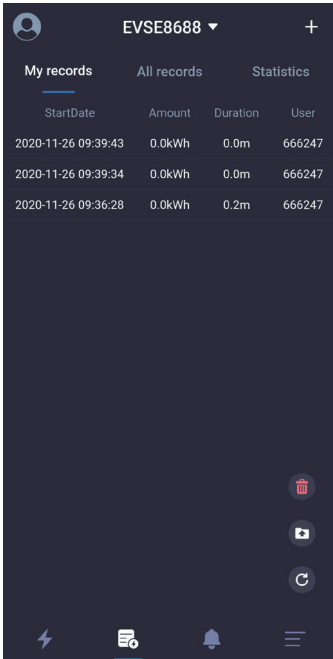 EVSE8688
My records All records Statistics
StartDate Amount Duration User
2020-11-26 09:39:43 0.0kWh 0.0m 666247
2020-11-26 09:39:34 0.0kWh 0.0m 666247
2020-11-26 09:36:28 0.0kWh 0.2m 666247